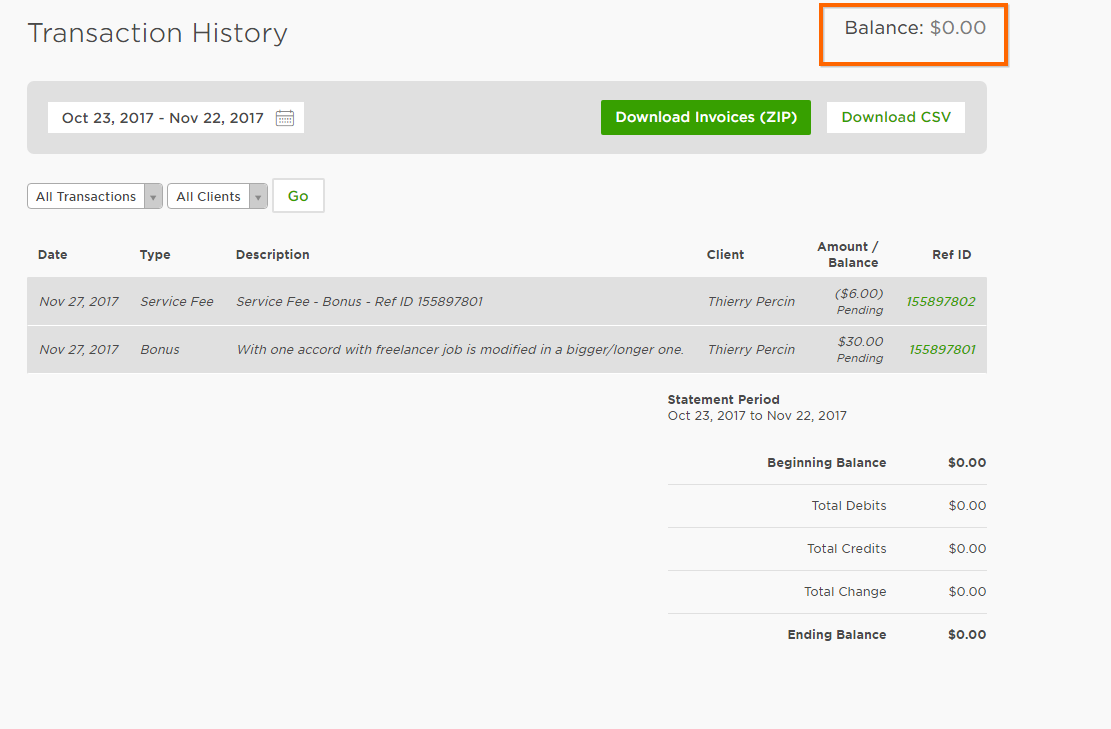 Transaction History
Balance: $0.00
Oct 23, 2017 - Nov 22, 2017
Download Invoices (ZIP)
Download CSV
All Transactions
All Clients
Go
Date Type Description Client Amount / Balance Ref ID
Nov 27, 2017 Service Fee Service Fee - Bonus - Ref ID 155897801 Thierry Percin ($6.00) Pending 155897802
Nov 27, 2017 Bonus With one accord with freelancer job is modified in a bigger/longer one. Thierry Percin $30.00 Pending 155897801
Statement Period
Oct 23, 2017 to Nov 22, 2017
Beginning Balance $0.00
Total Debits $0.00
Total Credits $0.00
Total Change $0.00
Ending Balance $0.00